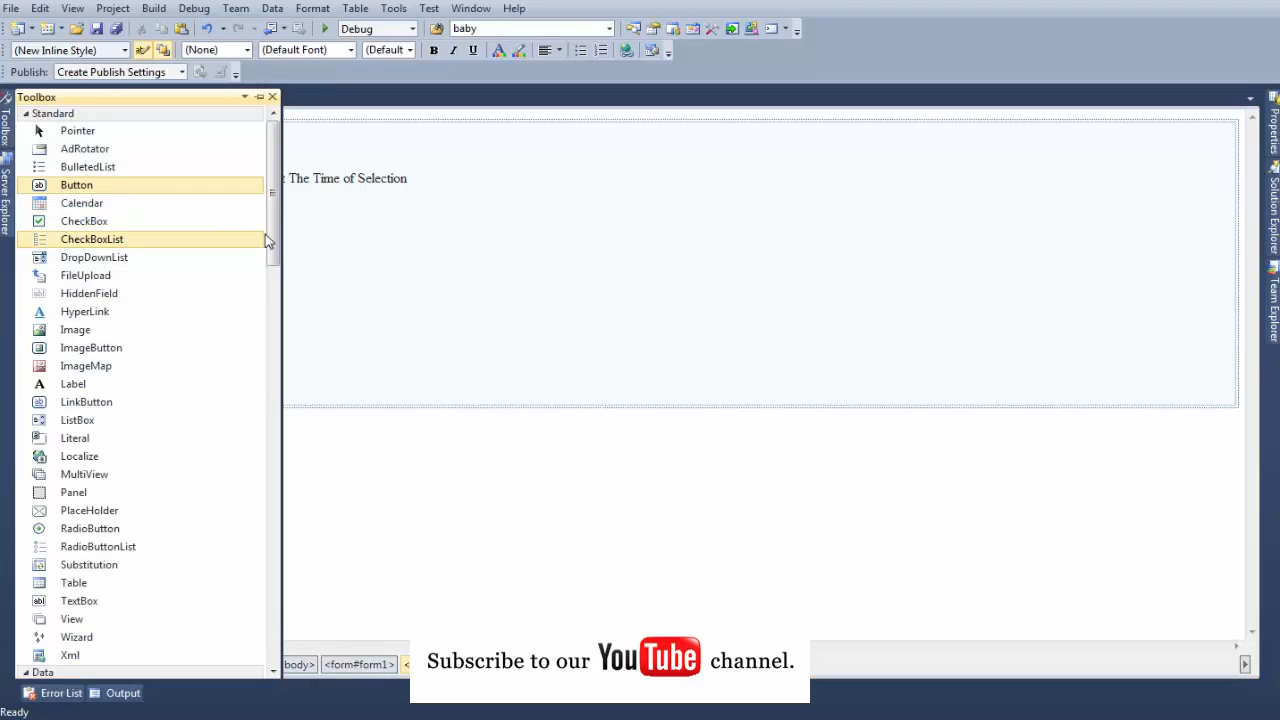 File Edit View Project Build Debug Team Data Format Table Tools Test Window Help
Debug baby
(New Inline Style) (None) (Default Font) (Default B I U A
Publish: Create Publish Settings
Toolbox
Standard
Pointer
AdRotator
BulletedList
Button
Calendar
CheckBox
CheckBoxList
DropDownList
FileUpload
HiddenField
HyperLink
Image
ImageButton
ImageMap
Label
LinkButton
ListBox
Literal
Localize
MultiView
Panel
PlaceHolder
RadioButton
RadioButtonList
Substitution
Table
TextBox
View
Wizard
Xml
Data
Toolbox
Server Explorer
The Time of Selection
Properties
Solution Explorer
Team Explorer
body> <form#form1>
Subscribe to our YouTube channel.
Error List Output
Ready